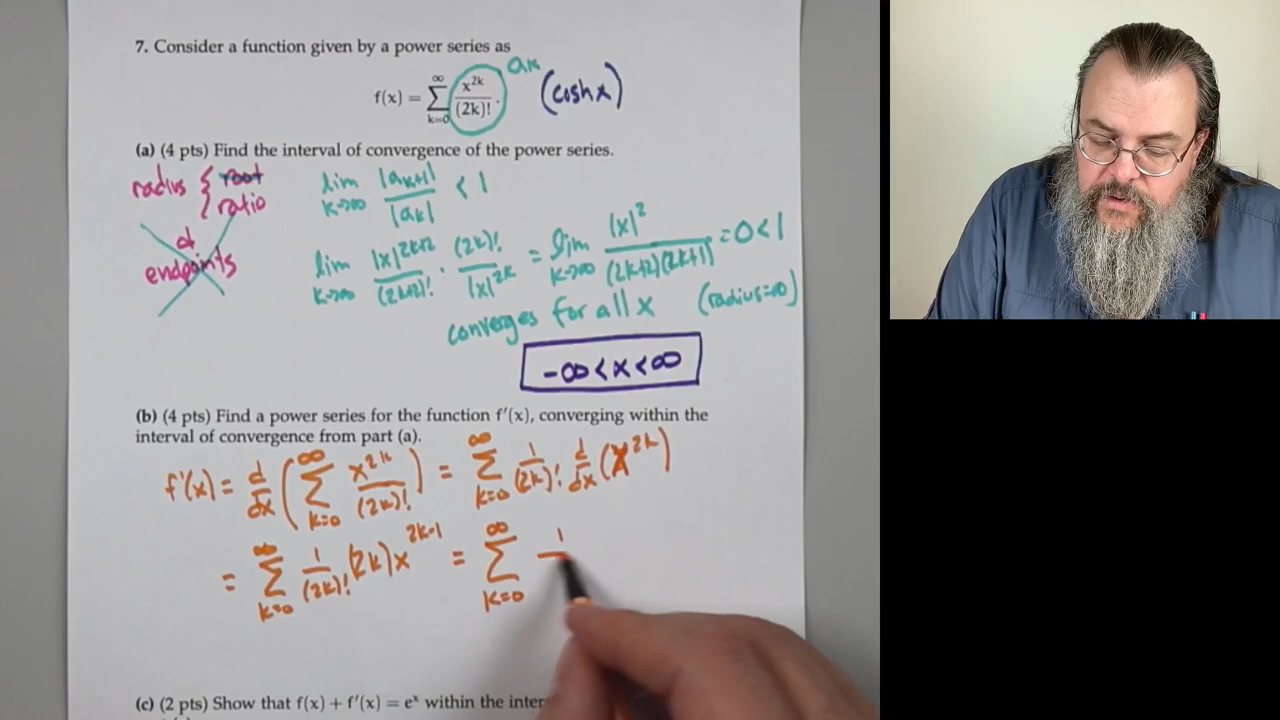 7. Consider a function given by a power series as
f(x) = ∑_{k=0}^{∞} x^{2k}/(2k)! . a_k (cosh x)
(a) (4 pts) Find the interval of convergence of the power series.
radius { root ratio
& endpoints
lim_{k→∞} |a_{k+1}|/|a_k| < 1
lim_{k→∞} |x|^{2k+2}/(2k+2)! · (2k)!/|x|^{2k} = lim_{k→∞} |x|^2/((2k+2)(2k+1)) = 0 < 1
converges for all x (radius = ∞)
-∞ < x < ∞
(b) (4 pts) Find a power series for the function f'(x), converging within the
interval of convergence from part (a).
f'(x) = d/dx (∑_{k=0}^{∞} x^{2k}/(2k)!) = ∑_{k=0}^{∞} 1/(2k)! d/dx (x^{2k})
= ∑_{k=0}^{∞} 1/(2k)! (2k) x^{2k-1} = ∑_{k=0}^{∞} 1
(c) (2 pts) Show that f(x) + f'(x) = e^x within the inter